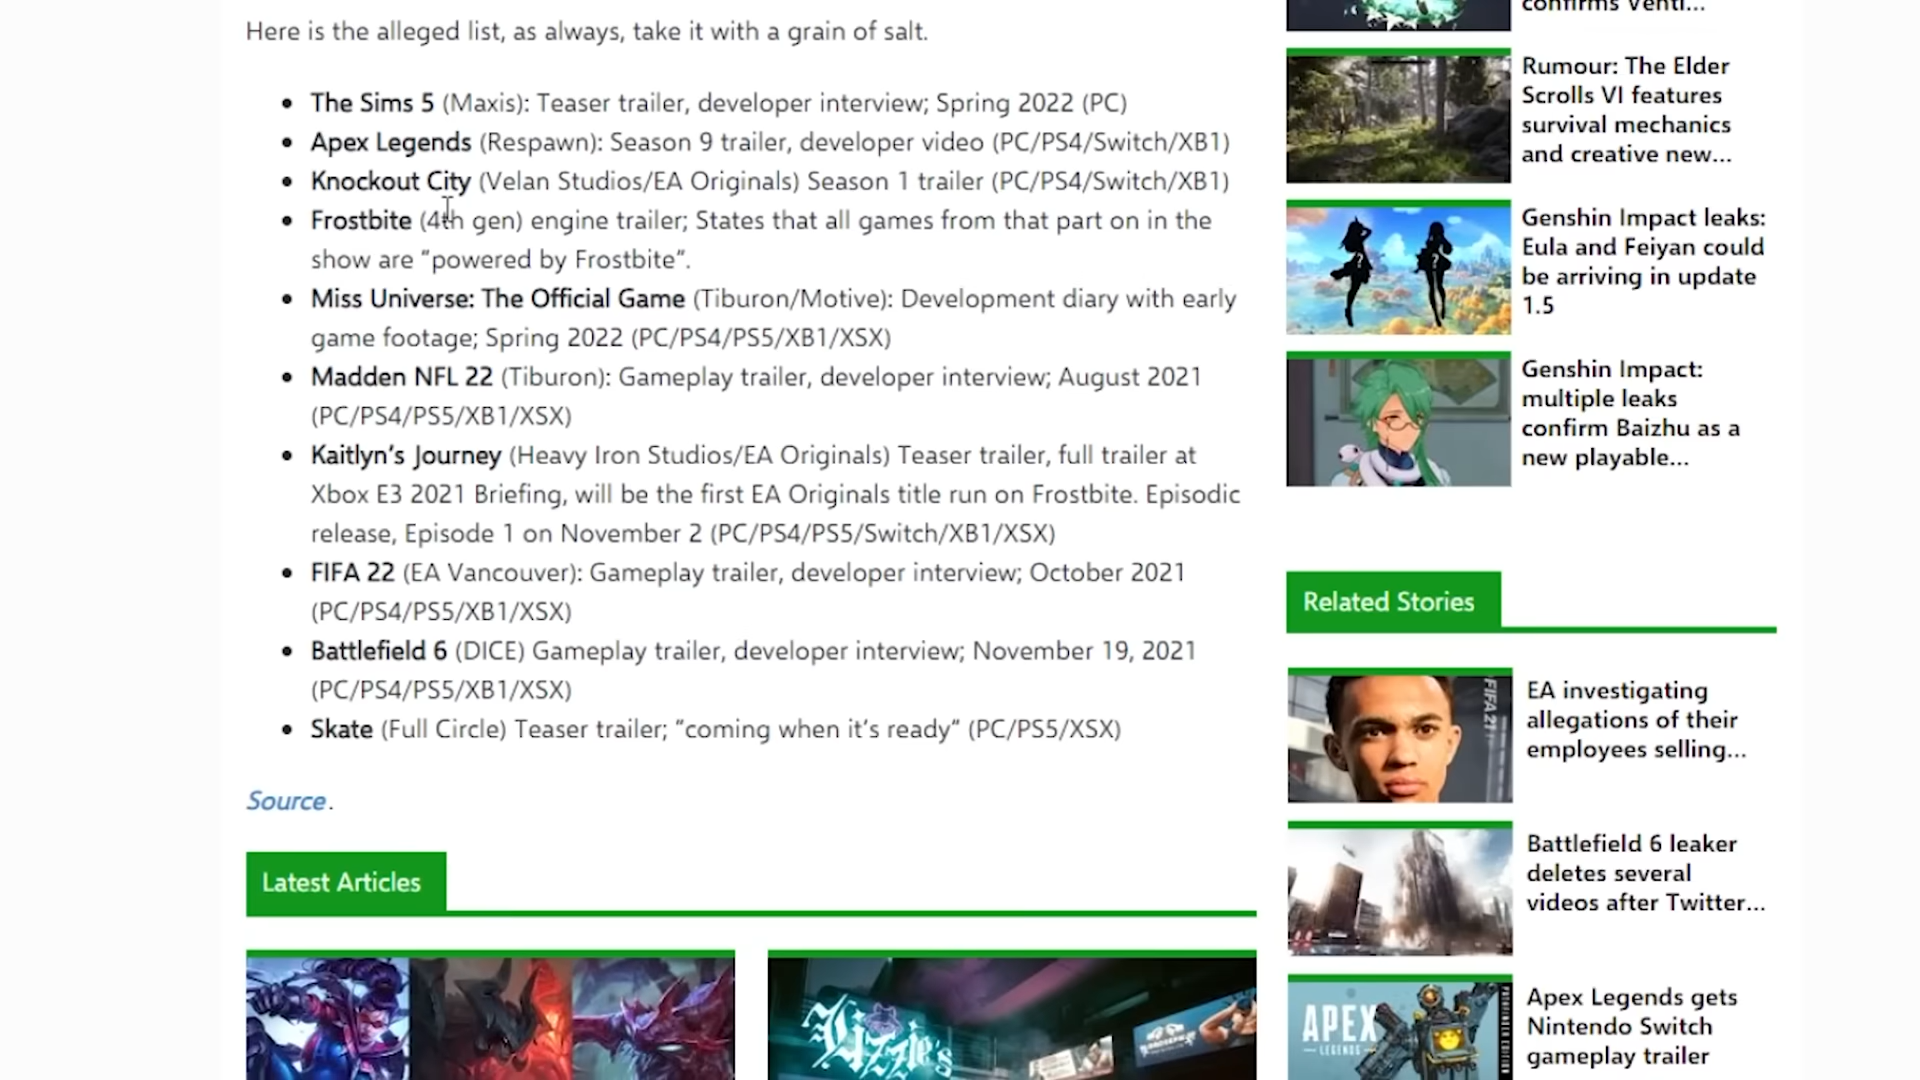 Here is the alleged list, as always, take it with a grain of salt.
• The Sims 5 (Maxis): Teaser trailer, developer interview; Spring 2022 (PC)
• Apex Legends (Respawn): Season 9 trailer, developer video (PC/PS4/Switch/XB1)
• Knockout City (Velan Studios/EA Originals) Season 1 trailer (PC/PS4/Switch/XB1)
• Frostbite (4th gen) engine trailer; States that all games from that part on in the
show are “powered by Frostbite”.
• Miss Universe: The Official Game (Tiburon/Motive): Development diary with early
game footage; Spring 2022 (PC/PS4/PS5/XB1/XSX)
• Madden NFL 22 (Tiburon): Gameplay trailer, developer interview; August 2021
(PC/PS4/PS5/XB1/XSX)
• Kaitlyn’s Journey (Heavy Iron Studios/EA Originals) Teaser trailer, full trailer at
Xbox E3 2021 Briefing, will be the first EA Originals title run on Frostbite. Episodic
release, Episode 1 on November 2 (PC/PS4/PS5/Switch/XB1/XSX)
• FIFA 22 (EA Vancouver): Gameplay trailer, developer interview; October 2021
(PC/PS4/PS5/XB1/XSX)
• Battlefield 6 (DICE) Gameplay trailer, developer interview; November 19, 2021
(PC/PS4/PS5/XB1/XSX)
• Skate (Full Circle) Teaser trailer; “coming when it’s ready” (PC/PS5/XSX)
Source.
Latest Articles
Lizzie's
confirms Venti...
Rumour: The Elder
Scrolls VI features
survival mechanics
and creative new...
Genshin Impact leaks:
Eula and Feiyan could
be arriving in update
1.5
? ?
Genshin Impact:
multiple leaks
confirm Baizhu as a
new playable...
Related Stories
FIFA 21
EA investigating
allegations of their
employees selling...
Battlefield 6 leaker
deletes several
videos after Twitter...
APEX
LEGENDS
Apex Legends gets
Nintendo Switch
gameplay trailer